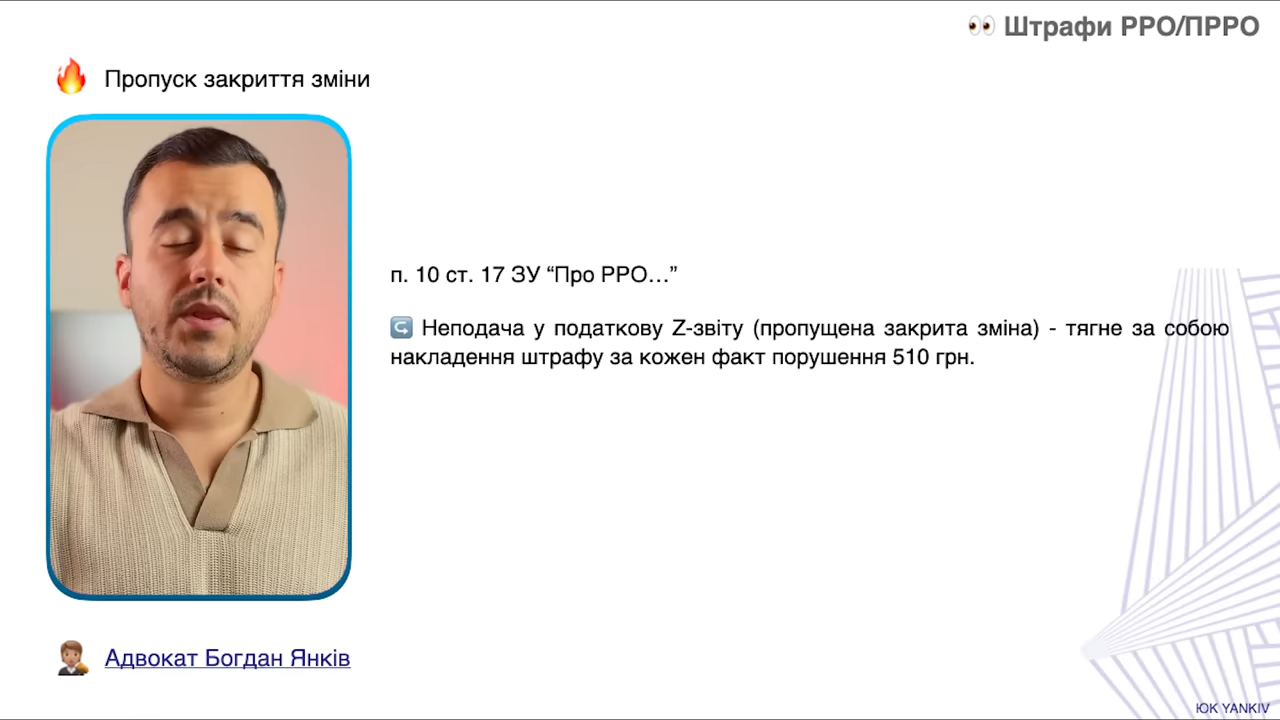 👀 Штрафи РРО/ПРРО
🔥 Пропуск закриття зміни
п. 10 ст. 17 ЗУ “Про РРО…”
↪️ Неподача у податкову Z-звіту (пропущена закрита зміна) - тягне за собою
накладення штрафу за кожен факт порушення 510 грн.
Адвокат Богдан Янків
ЮК YANKIV